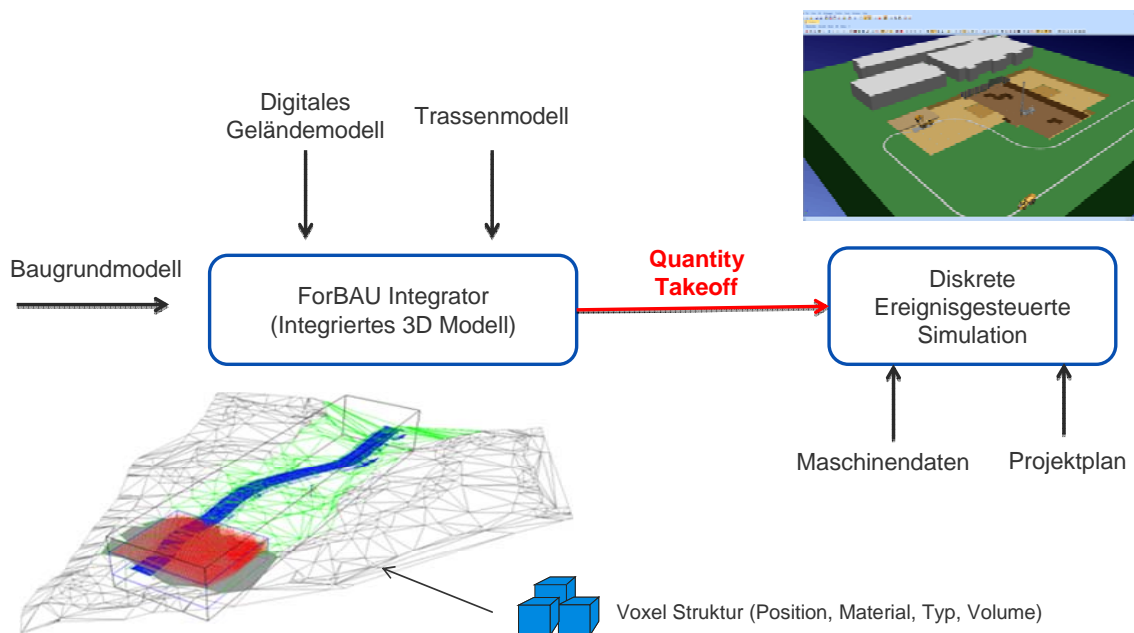 Digitales
Geländemodell
Trassenmodell
Baugrundmodell
ForBAU Integrator
(Integriertes 3D Modell)
Quantity
Takeoff
Diskrete
Ereignisgesteuerte
Simulation
Maschinendaten
Projektplan
Voxel Struktur (Position, Material, Typ, Volume)